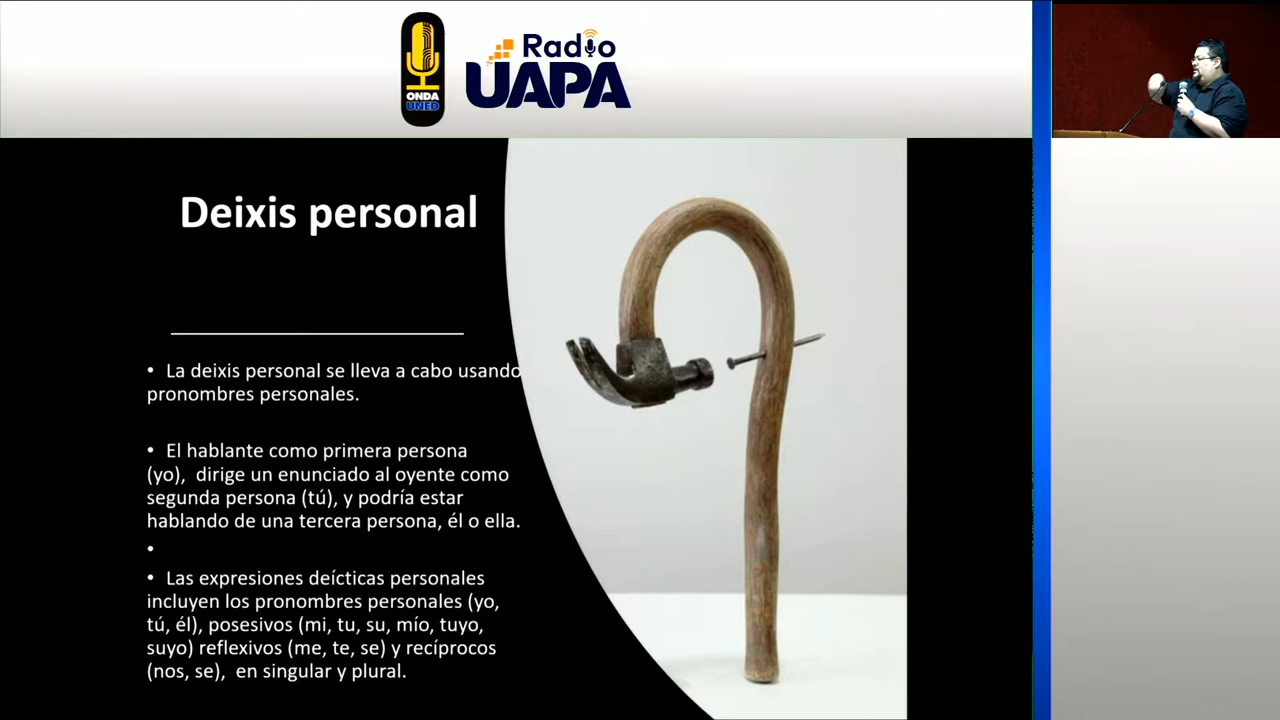 ONDA
UNED
Radio
UAPA
Deixis personal
• La deixis personal se lleva a cabo usando
pronombres personales.
• El hablante como primera persona
(yo),  dirige un enunciado al oyente como
segunda persona (tú), y podría estar
hablando de una tercera persona, él o ella.
•
• Las expresiones deícticas personales
incluyen los pronombres personales (yo,
tú, él), posesivos (mi, tu, su, mío, tuyo,
suyo) reflexivos (me, te, se) y recíprocos
(nos, se),  en singular y plural.